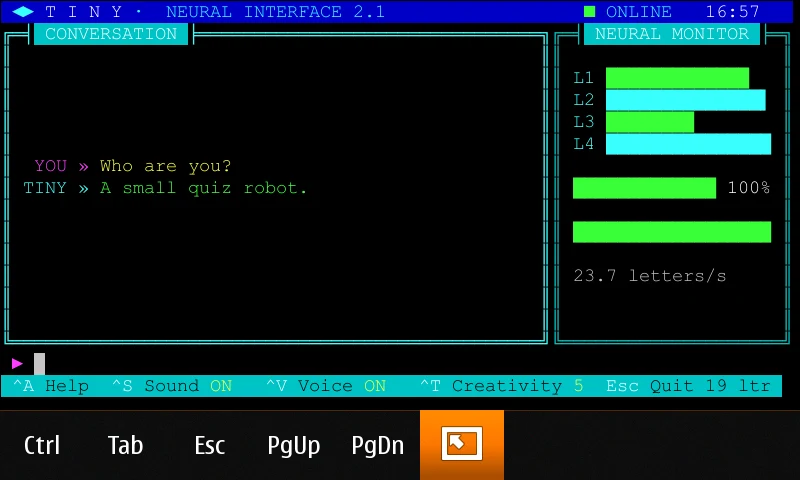 T I N Y · NEURAL INTERFACE 2.1 ONLINE 16:57
CONVERSATION
NEURAL MONITOR
L1
L2
L3
L4
YOU » Who are you?
TINY » A small quiz robot.
100%
23.7 letters/s
^A Help ^S Sound ON ^V Voice ON ^T Creativity 5 Esc Quit 19 ltr
Ctrl Tab Esc PgUp PgDn